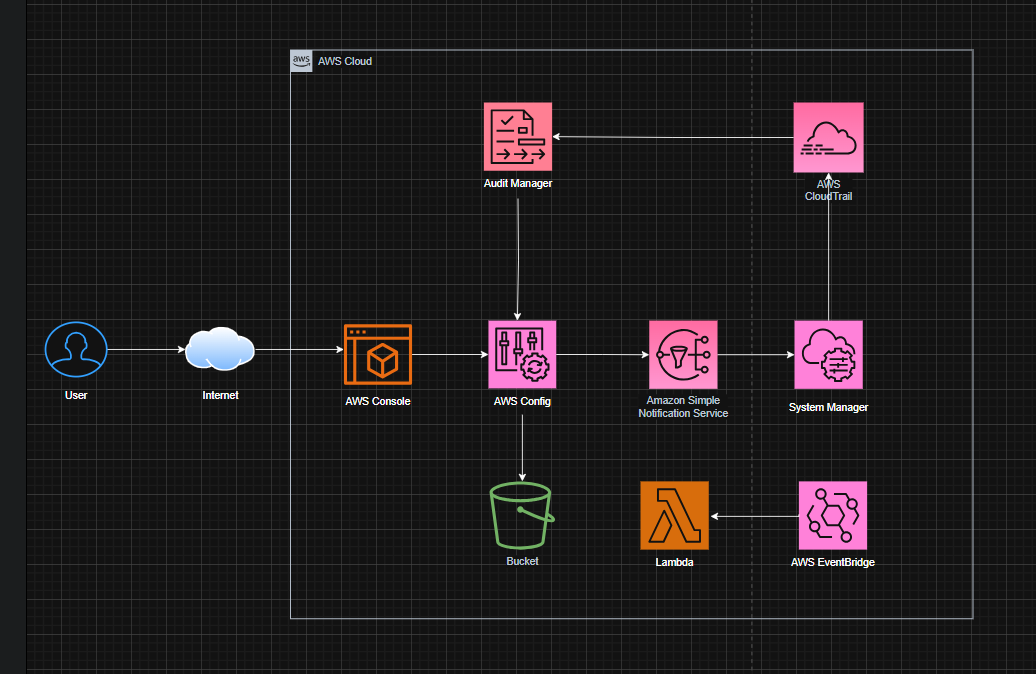 aws
AWS Cloud
Audit Manager
AWS
CloudTrail
User
Internet
AWS Console
AWS Config
Amazon Simple
Notification Service
System Manager
Bucket
Lambda
AWS EventBridge